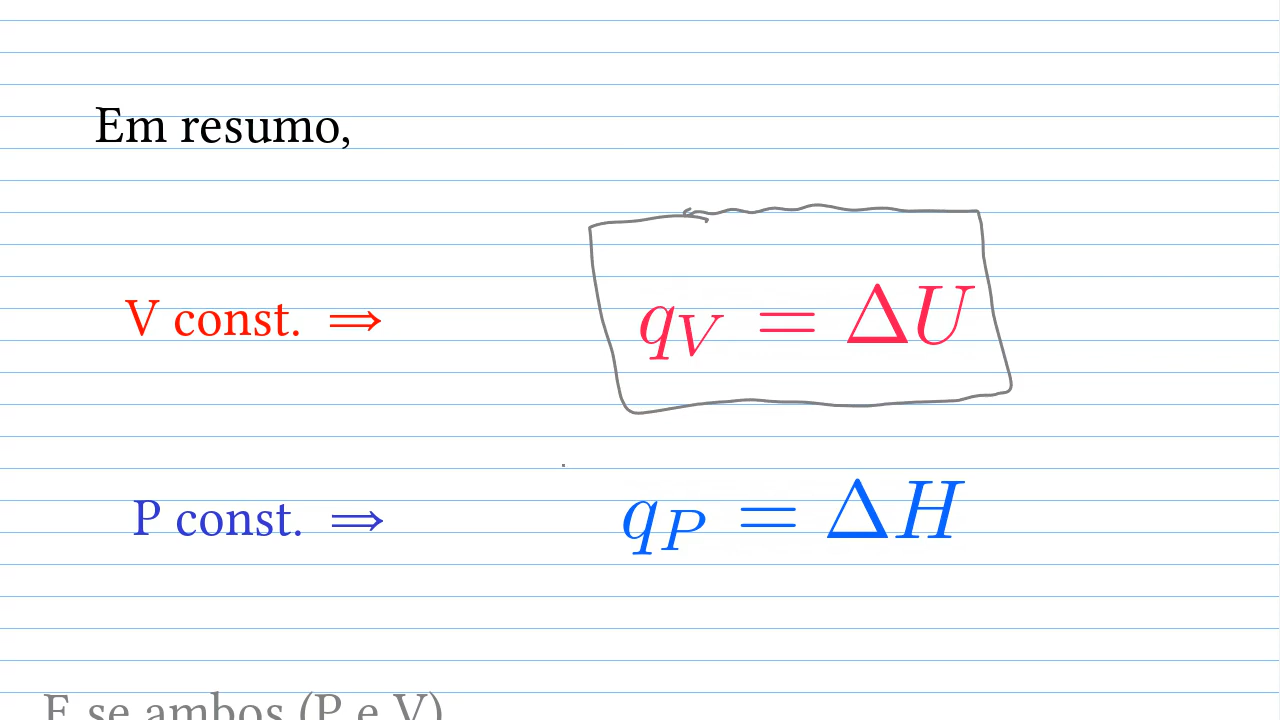 Em resumo,
V const. ⇒ q_V = ΔU
P const. ⇒ q_P = ΔH
E se ambos (P e V)